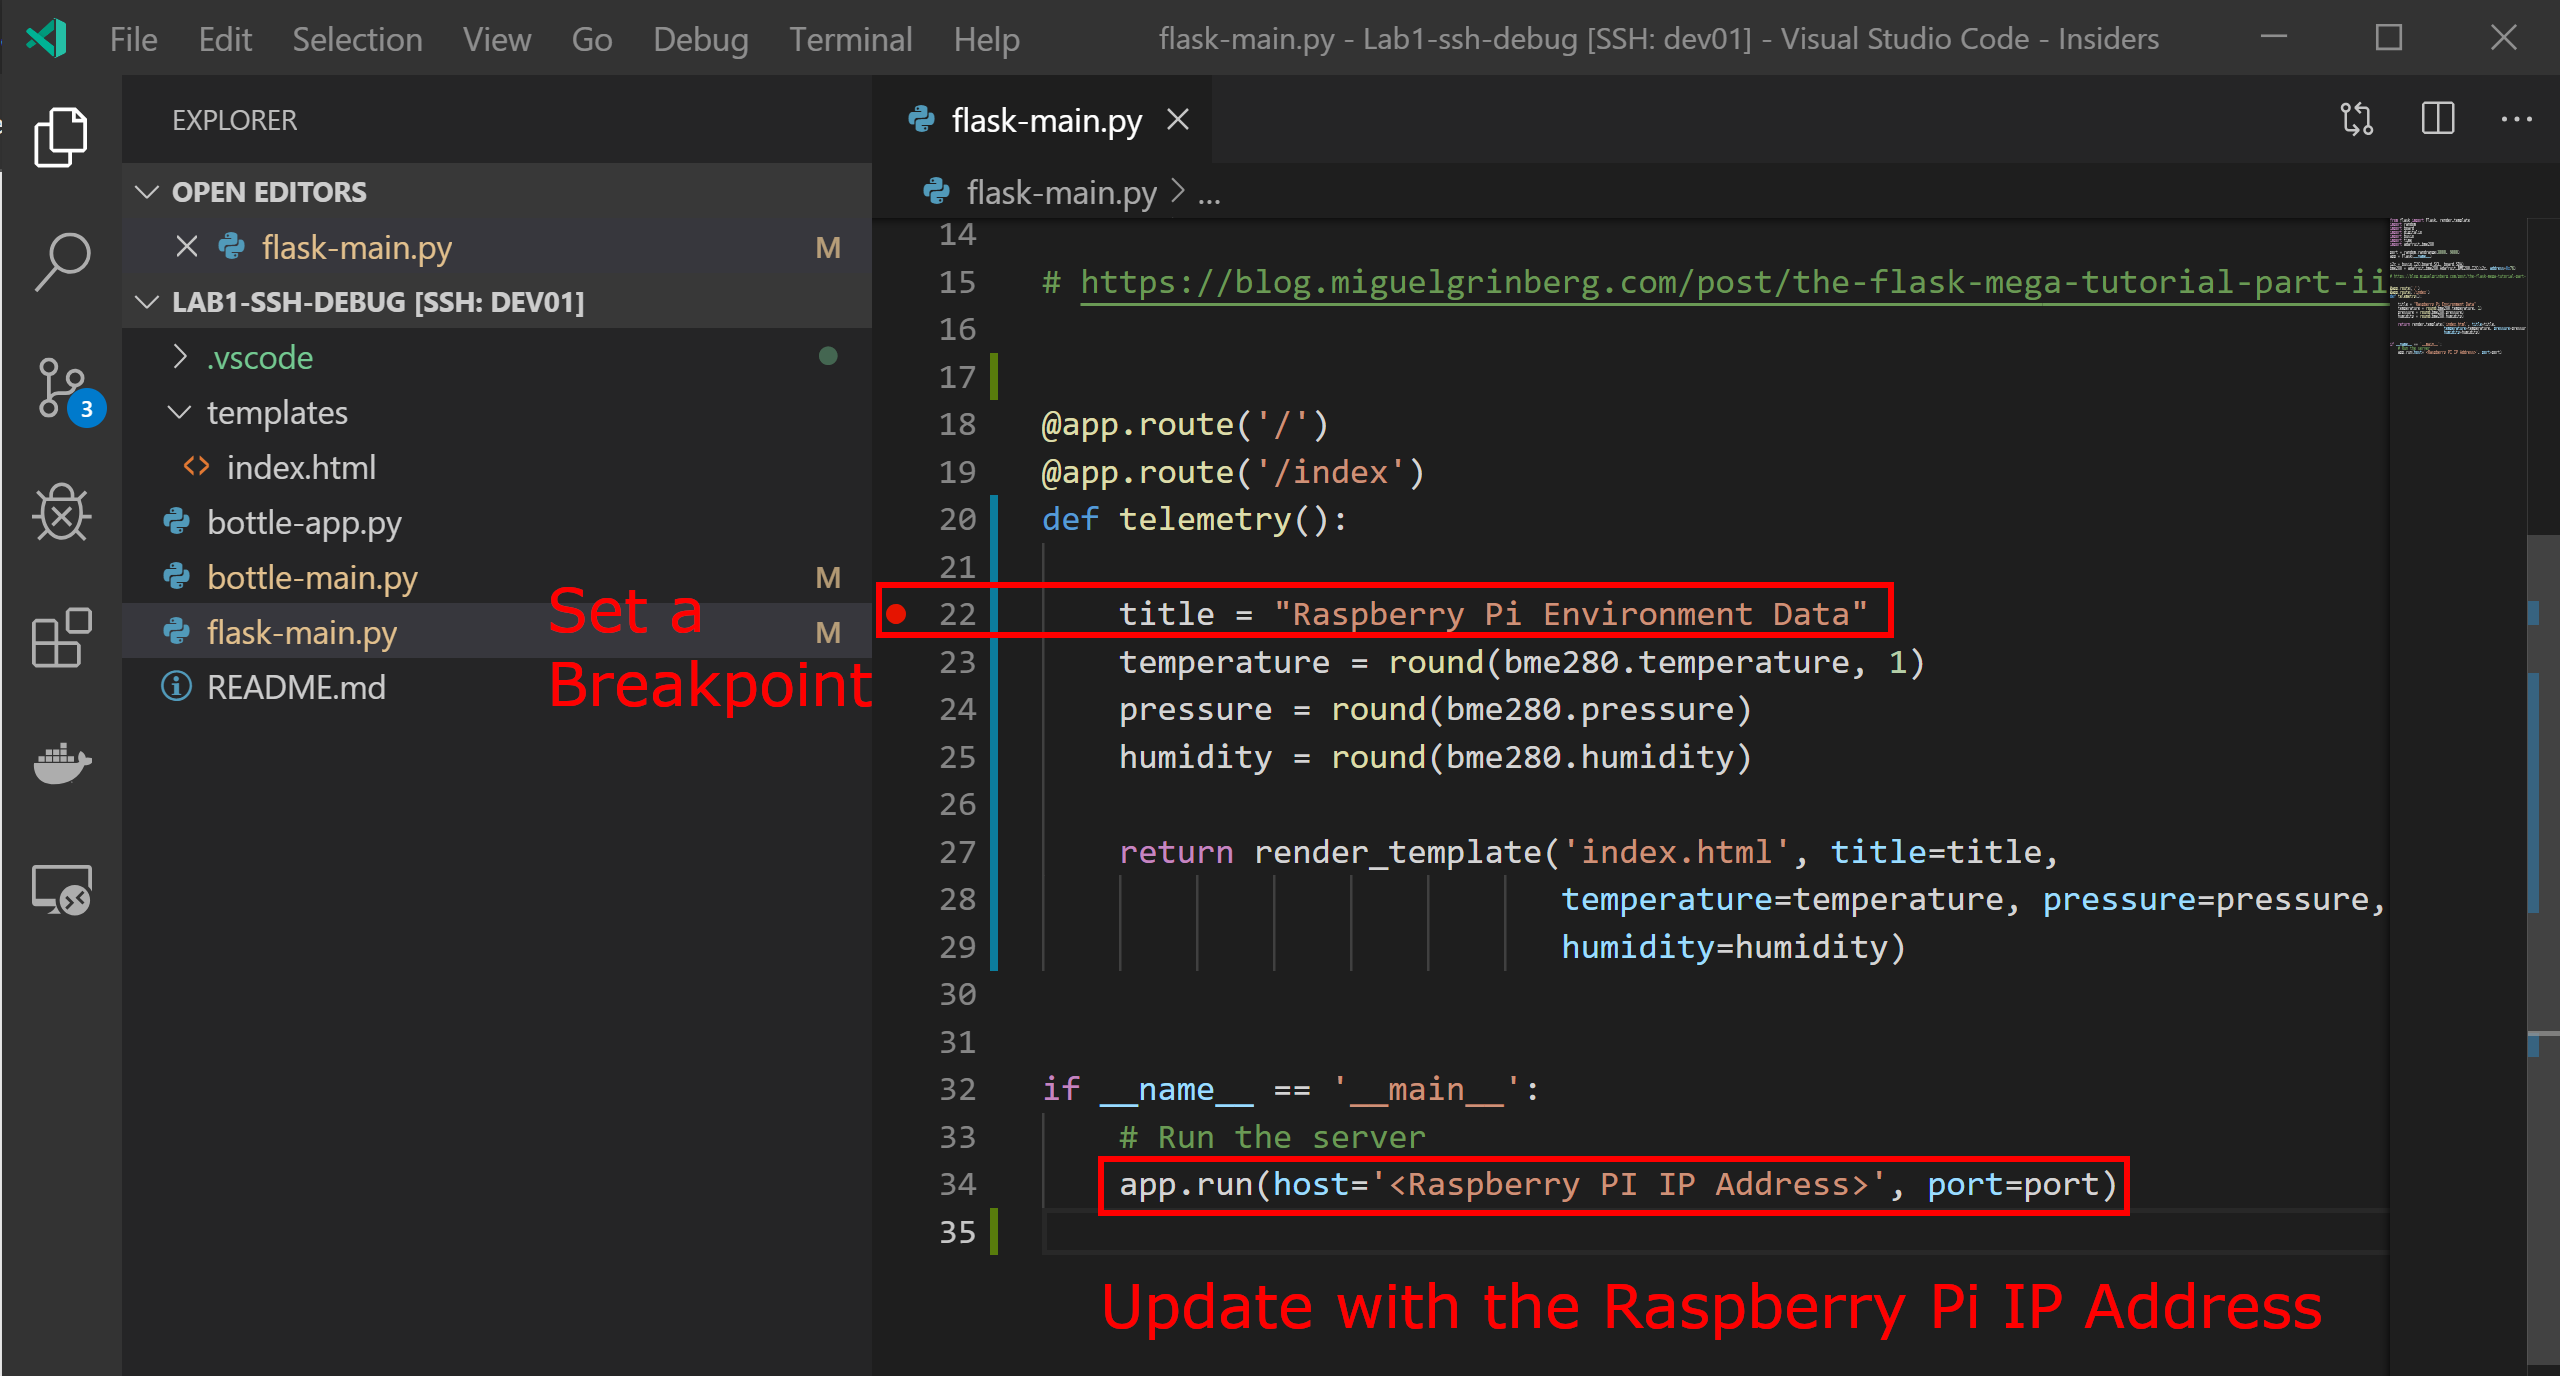 File Edit Selection View Go Debug Terminal Help flask-main.py - Lab1-ssh-debug [SSH: dev01] - Visual Studio Code - Insiders
EXPLORER
OPEN EDITORS
flask-main.py M
LAB1-SSH-DEBUG [SSH: DEV01]
.vscode
templates
index.html
bottle-app.py
bottle-main.py M
flask-main.py M
README.md
3
Set a
Breakpoint
flask-main.py
flask-main.py > ...
14
15 # https://blog.miguelgrinberg.com/post/the-flask-mega-tutorial-part-ii
16
17
18 @app.route('/')
19 @app.route('/index')
20 def telemetry():
21
22 title = "Raspberry Pi Environment Data"
23 temperature = round(bme280.temperature, 1)
24 pressure = round(bme280.pressure)
25 humidity = round(bme280.humidity)
26
27 return render_template('index.html', title=title,
28 temperature=temperature, pressure=pressure,
29 humidity=humidity)
30
31
32 if __name__ == '__main__':
33 # Run the server
34 app.run(host='<Raspberry PI IP Address>', port=port)
35
Update with the Raspberry Pi IP Address